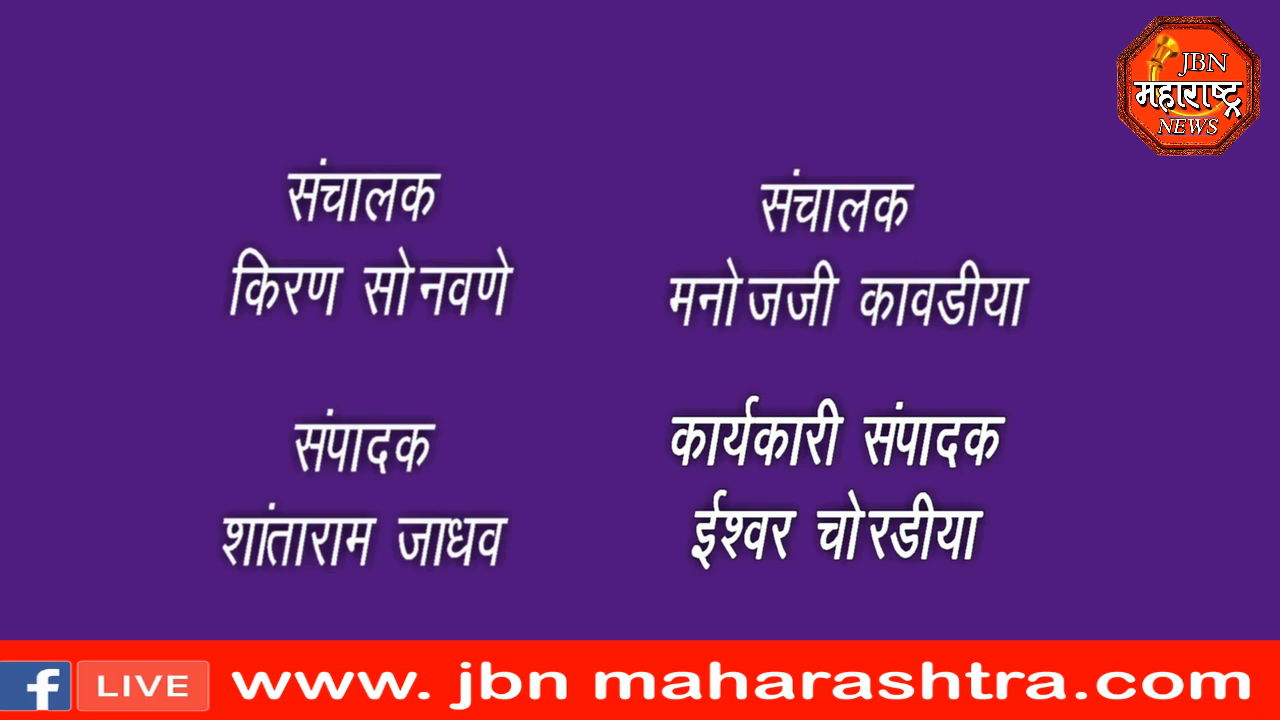 JBN
महाराष्ट्र
NEWS
संचालक
किरण सोनवणे
संचालक
मनोजजी कावडीया
संपादक
शांताराम जाधव
कार्यकारी संपादक
ईश्वर चोरडीया
f LIVE www. jbn maharashtra.com